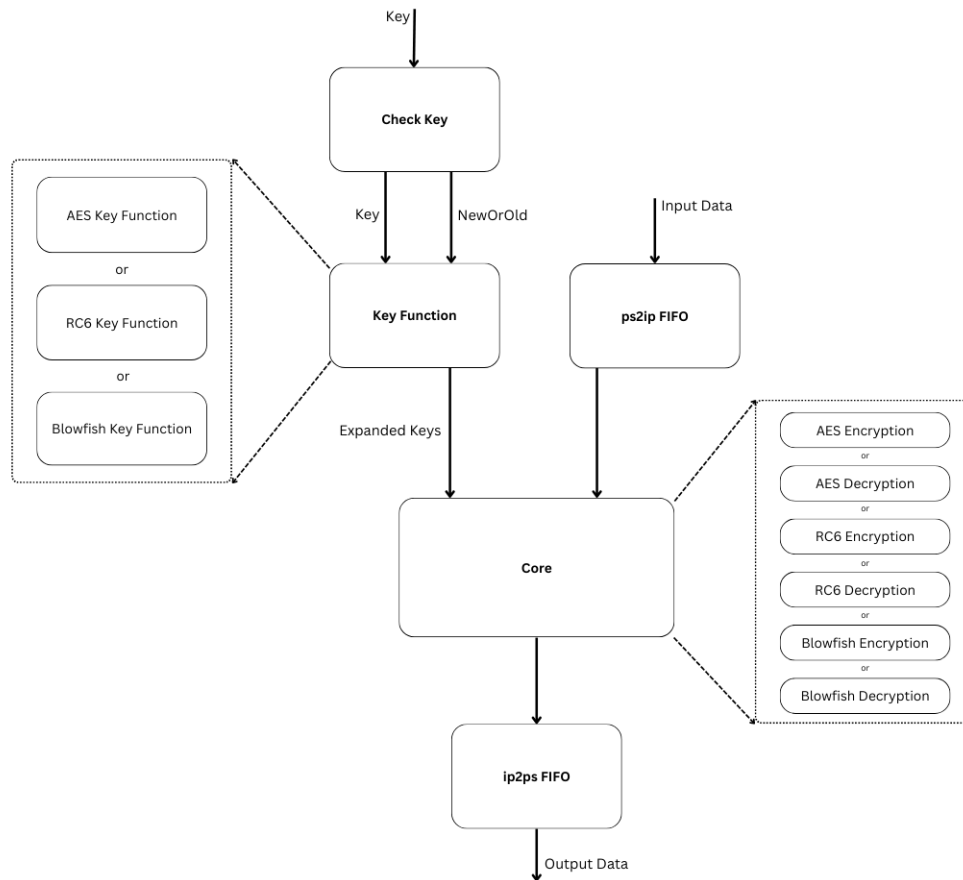 Key
Check Key
Key
NewOrOld
AES Key Function
or
RC6 Key Function
or
Blowfish Key Function
Key Function
Input Data
ps2ip FIFO
Expanded Keys
Core
AES Encryption
or
AES Decryption
or
RC6 Encryption
or
RC6 Decryption
or
Blowfish Encryption
or
Blowfish Decryption
ip2ps FIFO
Output Data